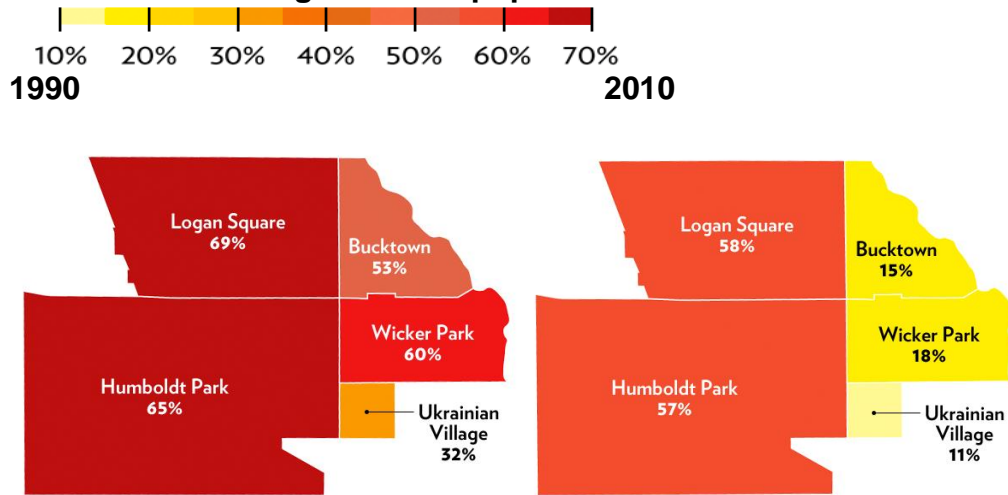 10% 20% 30% 40% 50% 60% 70%
1990
2010
Logan Square
69%
Bucktown
53%
Wicker Park
60%
Humboldt Park
65%
Ukrainian
Village
32%
Logan Square
58%
Bucktown
15%
Wicker Park
18%
Humboldt Park
57%
Ukrainian
Village
11%